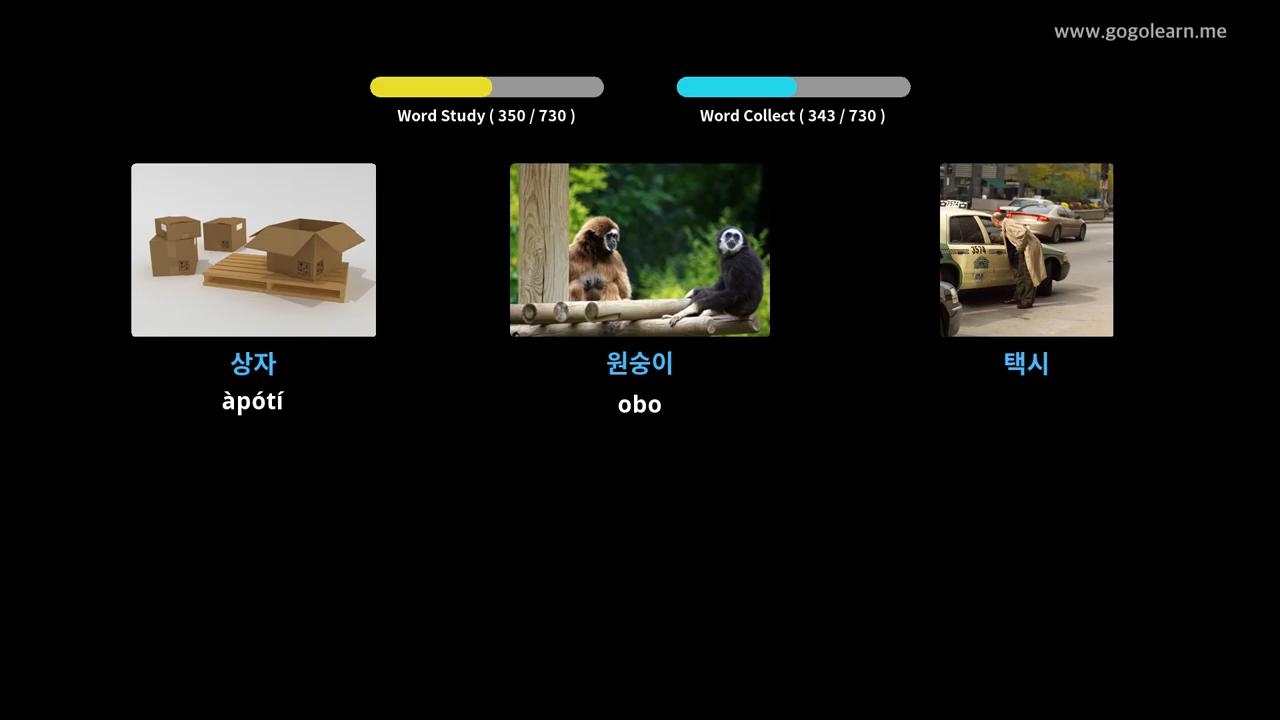 www.gogolearn.me
Word Study ( 350 / 730 )
Word Collect ( 343 / 730 )
상자
원숭이
택시
àpótí
obo
3574